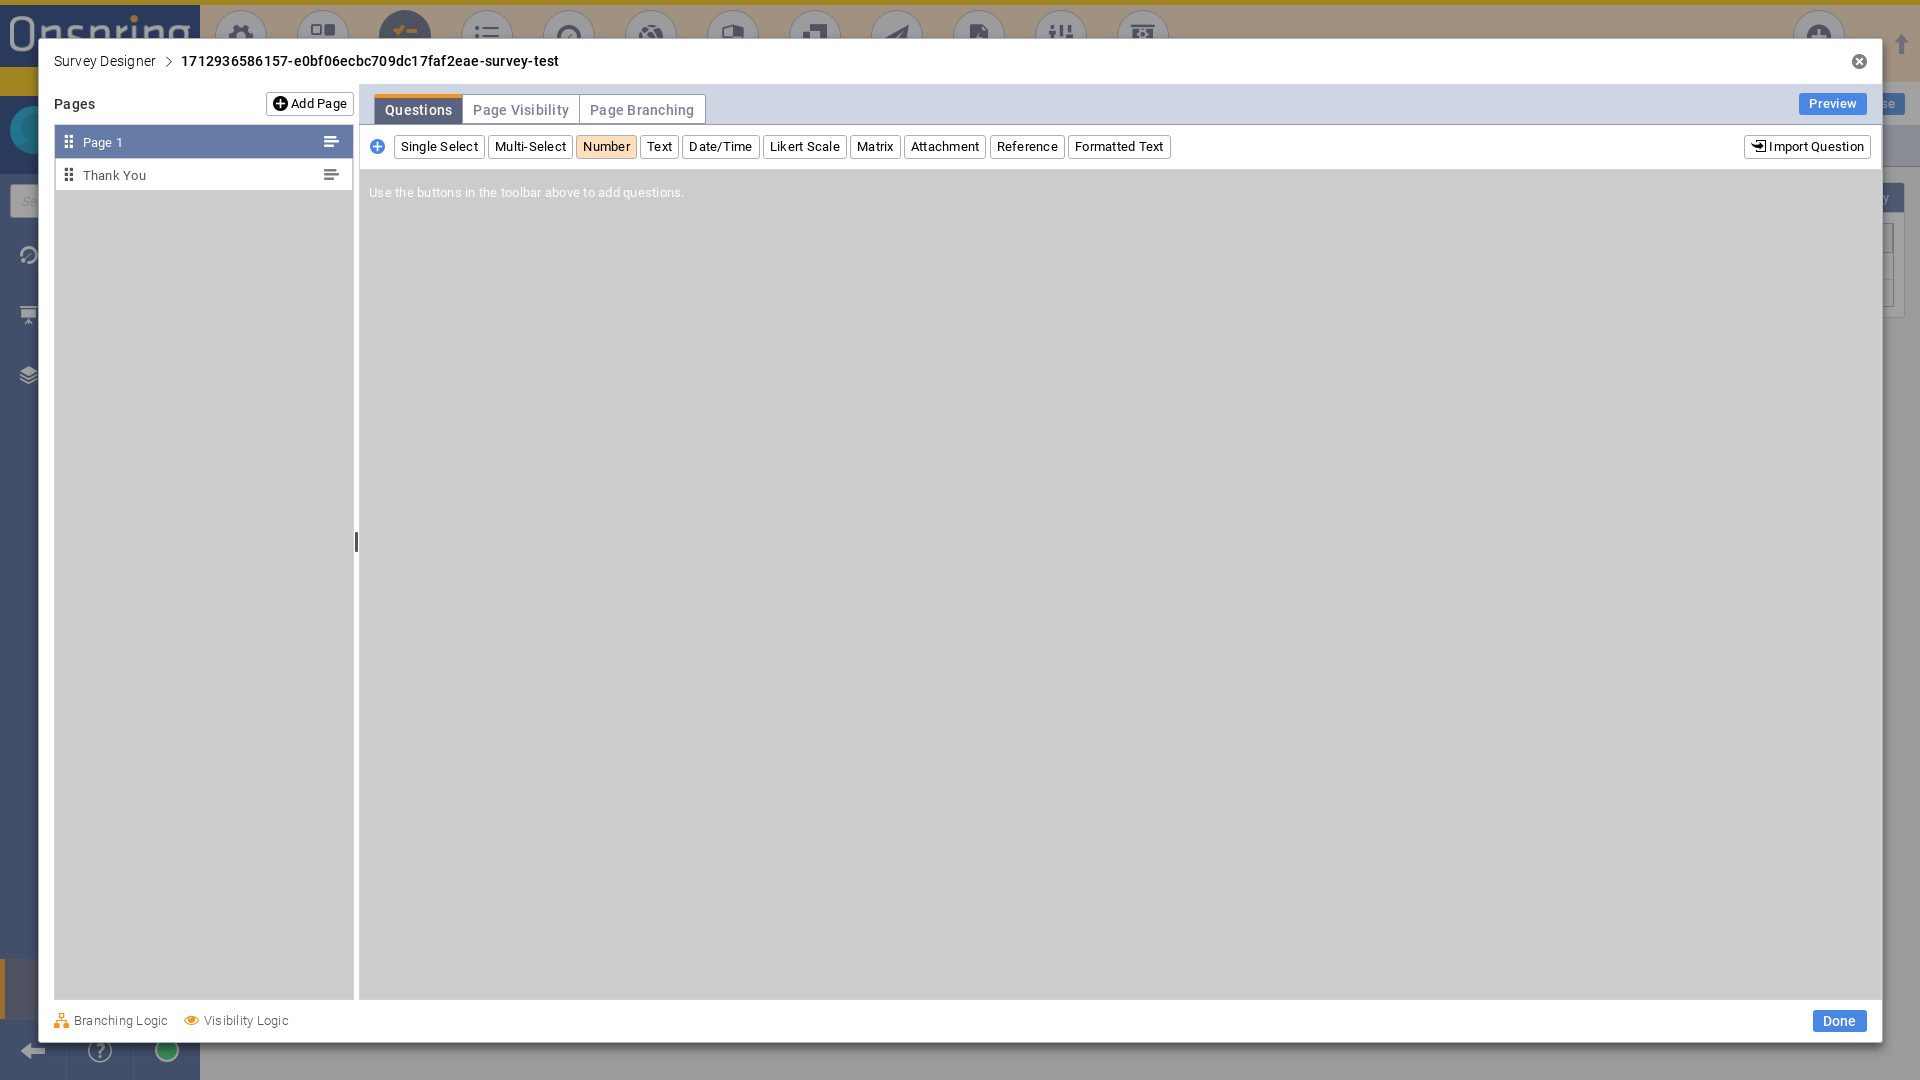 Onspring
Survey Designer 1712936586157-e0bf06ecbc709dc17faf2eae-survey-test
Pages
Add Page
Page 1
Thank You
Questions
Page Visibility
Page Branching
Preview
Single Select
Multi-Select
Number
Text
Date/Time
Likert Scale
Matrix
Attachment
Reference
Formatted Text
Import Question
Use the buttons in the toolbar above to add questions.
Branching Logic
Visibility Logic
Done